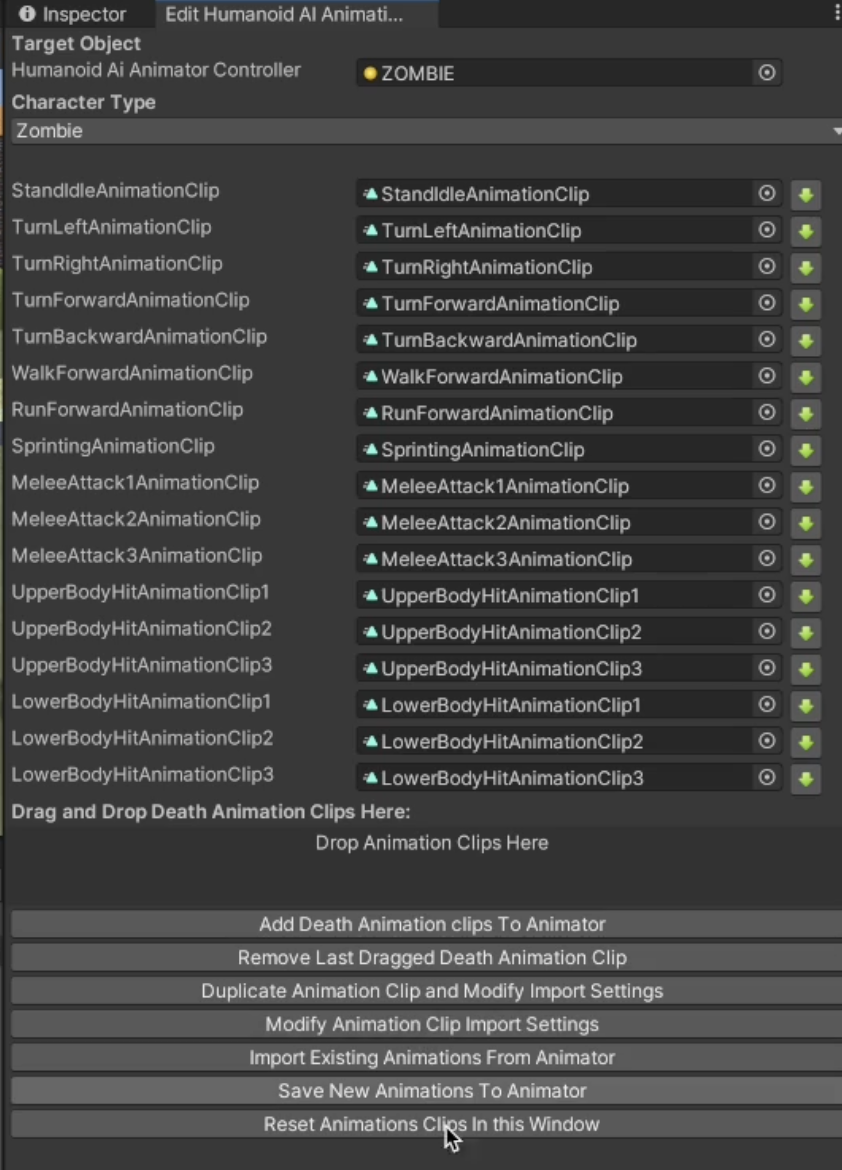 Inspector Edit Humanoid AI Animati...
Target Object
Humanoid Ai Animator Controller ZOMBIE
Character Type
Zombie
StandIdleAnimationClip StandIdleAnimationClip
TurnLeftAnimationClip TurnLeftAnimationClip
TurnRightAnimationClip TurnRightAnimationClip
TurnForwardAnimationClip TurnForwardAnimationClip
TurnBackwardAnimationClip TurnBackwardAnimationClip
WalkForwardAnimationClip WalkForwardAnimationClip
RunForwardAnimationClip RunForwardAnimationClip
SprintingAnimationClip SprintingAnimationClip
MeleeAttack1AnimationClip MeleeAttack1AnimationClip
MeleeAttack2AnimationClip MeleeAttack2AnimationClip
MeleeAttack3AnimationClip MeleeAttack3AnimationClip
UpperBodyHitAnimationClip1 UpperBodyHitAnimationClip1
UpperBodyHitAnimationClip2 UpperBodyHitAnimationClip2
UpperBodyHitAnimationClip3 UpperBodyHitAnimationClip3
LowerBodyHitAnimationClip1 LowerBodyHitAnimationClip1
LowerBodyHitAnimationClip2 LowerBodyHitAnimationClip2
LowerBodyHitAnimationClip3 LowerBodyHitAnimationClip3
Drag and Drop Death Animation Clips Here:
Drop Animation Clips Here
Add Death Animation clips To Animator
Remove Last Dragged Death Animation Clip
Duplicate Animation Clip and Modify Import Settings
Modify Animation Clip Import Settings
Import Existing Animations From Animator
Save New Animations To Animator
Reset Animations Clips In this Window